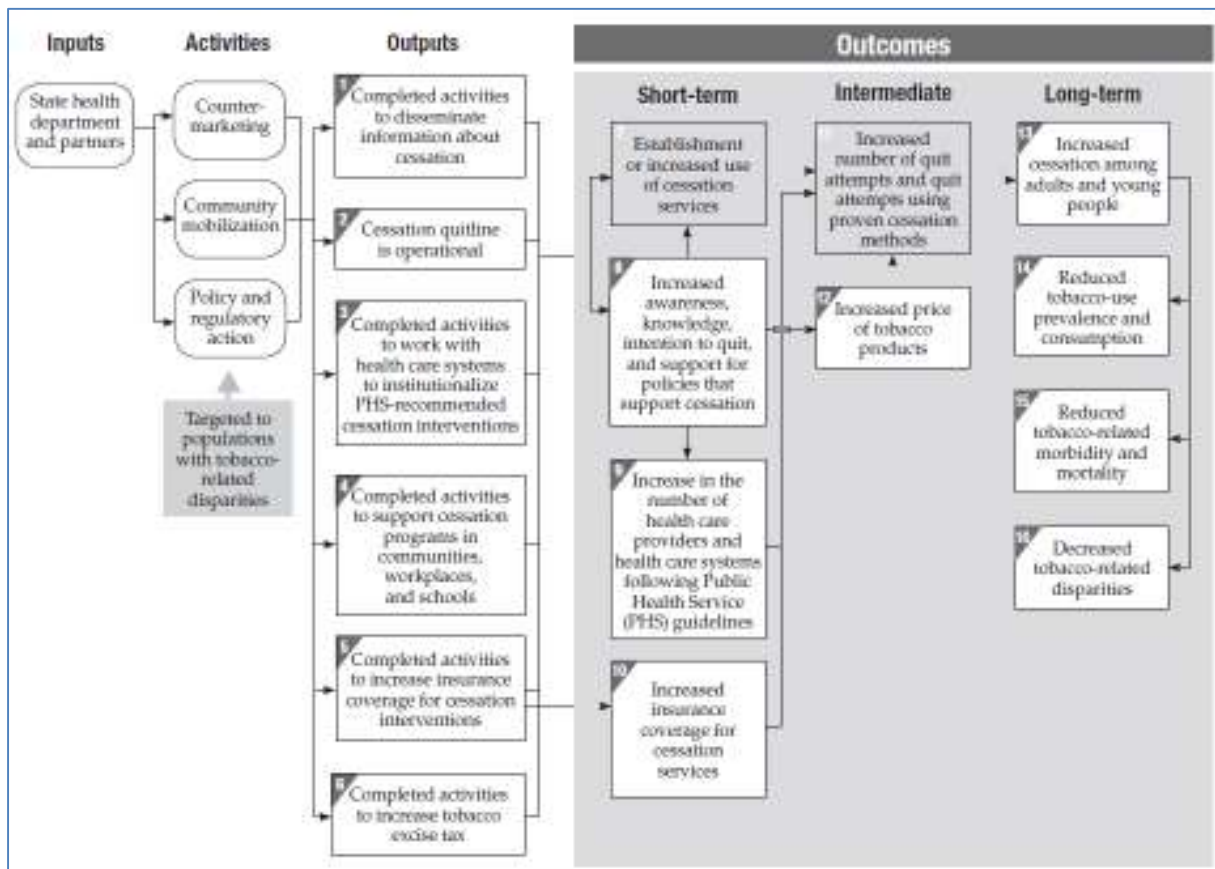 Inputs
Activities
Outputs
Outcomes
Short-term
Intermediate
Long-term
State health
department
and partners
Counter-
marketing
Community
mobilization
Policy and
regulatory
action
Targeted to
populations
with tobacco-
related
disparities
1
Completed activities
to disseminate
information about
cessation
2
Cessation quitline
is operational
3
Completed activities
to work with
health care systems
to institutionalize
PHS-recommended
cessation interventions
4
Completed activities
to support cessation
programs in
communities,
workplaces,
and schools
5
Completed activities
to increase insurance
coverage for cessation
interventions
6
Completed activities
to increase tobacco
excise tax
Establishment
or increased use
of cessation
services
8
Increased
awareness,
knowledge,
intention to quit,
and support for
policies that
support cessation
9
Increase in the
number of
health care
providers and
health care systems
following Public
Health Service
(PHS) guidelines
10
Increased
insurance
coverage for
cessation
services
Increased
number of quit
attempts and quit
attempts using
proven cessation
methods
12
Increased price
of tobacco
products
13
Increased
cessation among
adults and young
people
14
Reduced
tobacco-use
prevalence and
consumption
15
Reduced
tobacco-related
morbidity and
mortality
16
Decreased
tobacco-related
disparities